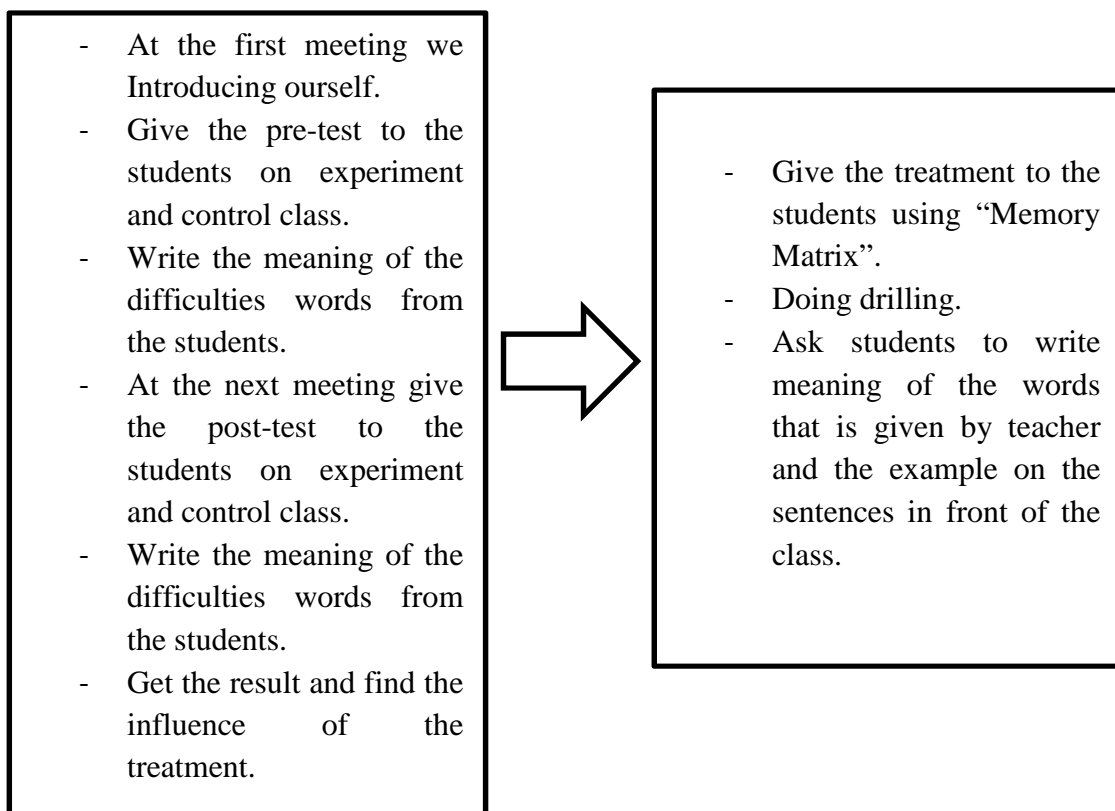 - At the first meeting we
Introducing ourself.
- Give the pre-test to the
students on experiment
and control class.
- Write the meaning of the
difficulties words from
the students.
- At the next meeting give
the post-test to the
students on experiment
and control class.
- Write the meaning of the
difficulties words from
the students.
- Get the result and find the
influence of the
treatment.
- Give the treatment to the
students using “Memory
Matrix”.
- Doing drilling.
- Ask students to write
meaning of the words
that is given by teacher
and the example on the
sentences in front of the
class.